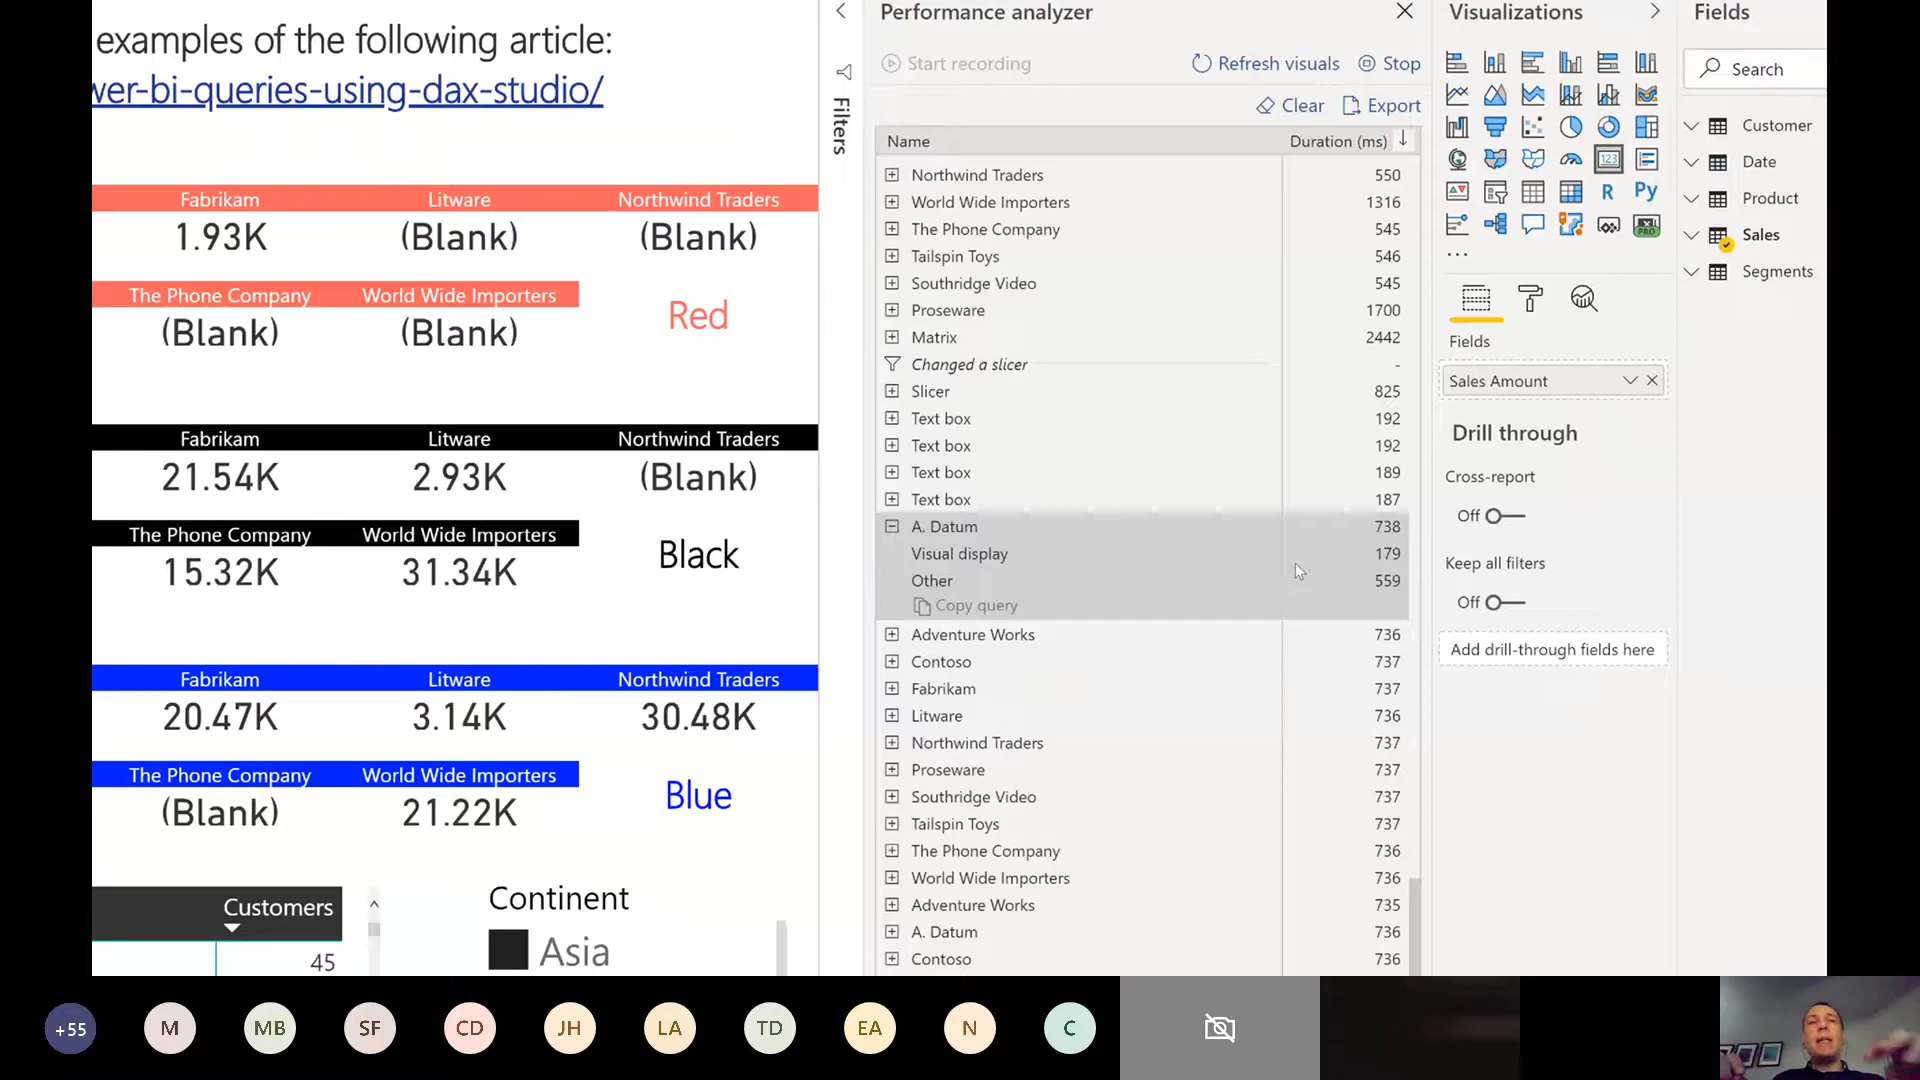 examples of the following article:
wer-bi-queries-using-dax-studio/
Fabrikam Litware Northwind Traders
1.93K (Blank) (Blank)
The Phone Company World Wide Importers
(Blank) (Blank) Red
Fabrikam Litware Northwind Traders
21.54K 2.93K (Blank)
The Phone Company World Wide Importers
15.32K 31.34K Black
Fabrikam Litware Northwind Traders
20.47K 3.14K 30.48K
The Phone Company World Wide Importers
(Blank) 21.22K Blue
Customers
45
Continent
Asia
Filters
Performance analyzer
Start recording Refresh visuals Stop
Clear Export
Name Duration (ms)
Northwind Traders 550
World Wide Importers 1316
The Phone Company 545
Tailspin Toys 546
Southridge Video 545
Proseware 1700
Matrix 2442
Changed a slicer -
Slicer 825
Text box 192
Text box 192
Text box 189
Text box 187
A. Datum 738
Visual display 179
Other 559
Copy query
Adventure Works 736
Contoso 737
Fabrikam 737
Litware 736
Northwind Traders 737
Proseware 737
Southridge Video 737
Tailspin Toys 737
The Phone Company 736
World Wide Importers 736
Adventure Works 735
A. Datum 736
Contoso 736
Visualizations
123
R Py
PRO
...
Fields
Sales Amount
Drill through
Cross-report
Off
Keep all filters
Off
Add drill-through fields here
Fields
Search
Customer
Date
Product
Sales
Segments
+55 M MB SF CD JH LA TD EA N C